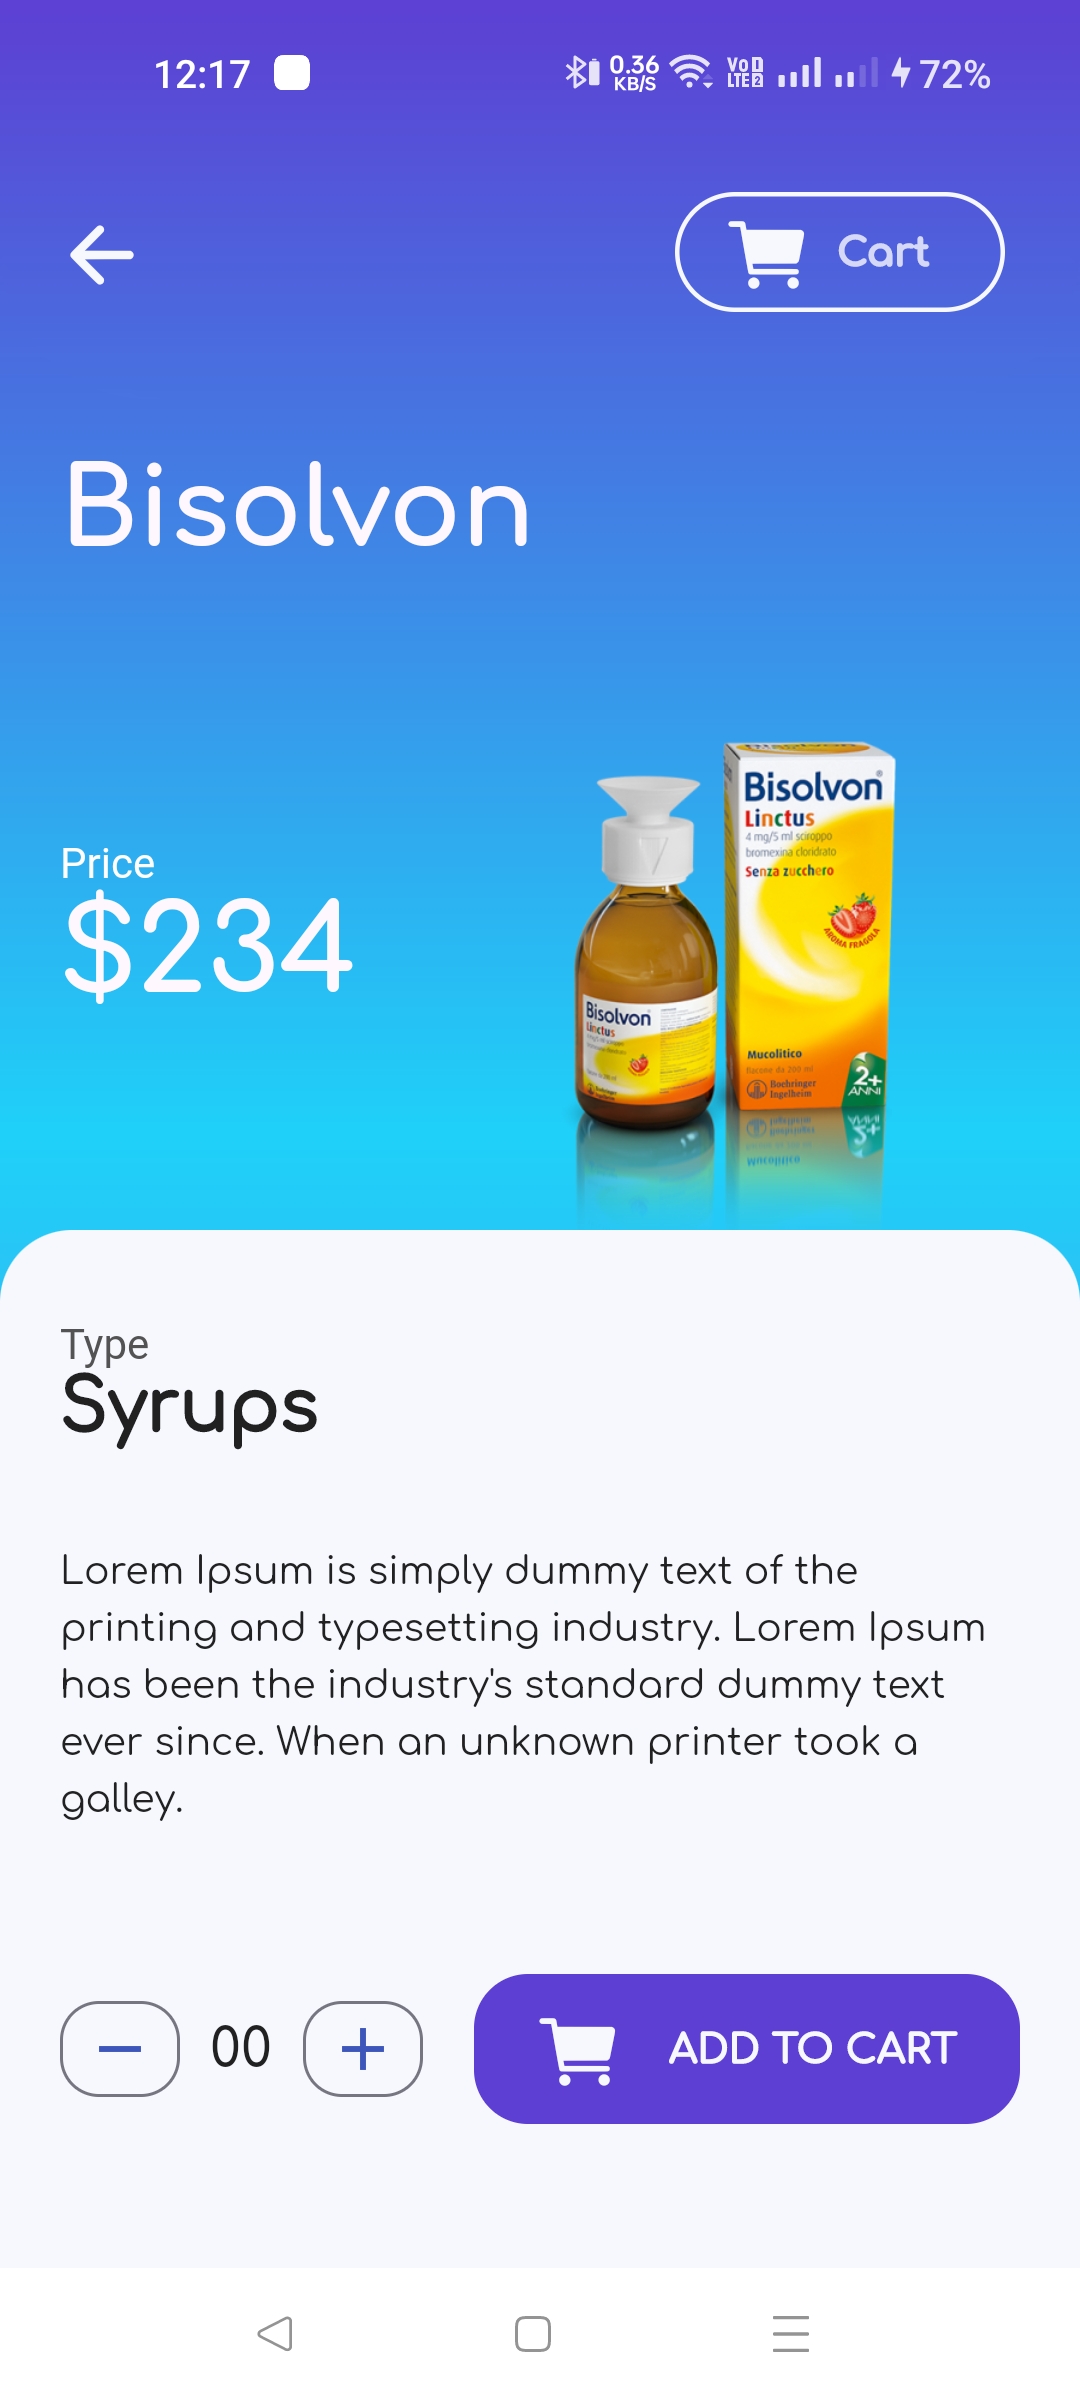 12:17
0.36
KB/S
VoD
LTE 2
72%
Cart
Bisolvon
Bisolvon®
Linctus
4 mg/5 ml sciroppo
bromexina cloridrato
Senza zucchero
AROMA FRAGOLA
Price
$234
Bisolvon
Linctus
Mucolitico
flacone da 200 ml
Boehringer
Ingelheim
2+
ANNI
Type
Syrups
Lorem Ipsum is simply dummy text of the
printing and typesetting industry. Lorem Ipsum
has been the industry's standard dummy text
ever since. When an unknown printer took a
galley.
00
ADD TO CART